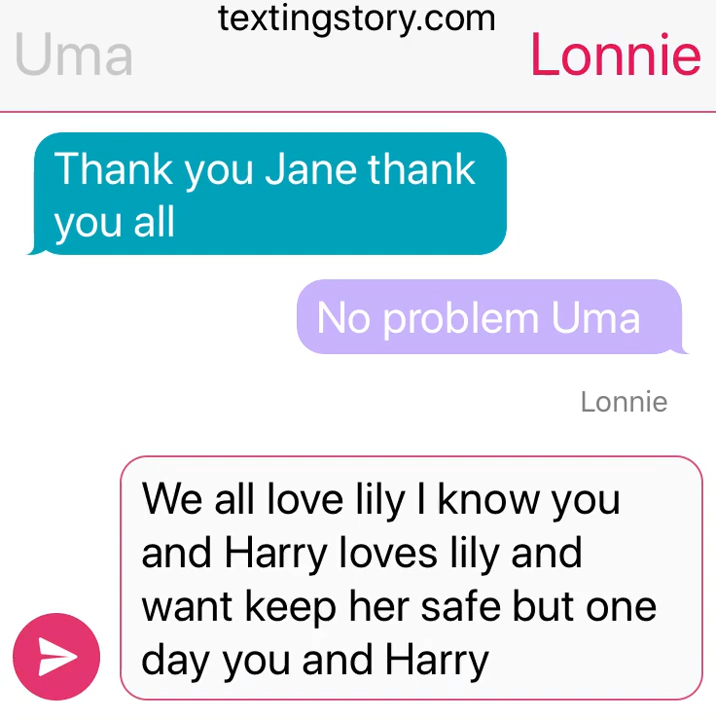 textingstory.com
Uma
Lonnie
Thank you Jane thank
you all
No problem Uma
Lonnie
We all love lily I know you
and Harry loves lily and
want keep her safe but one
day you and Harry